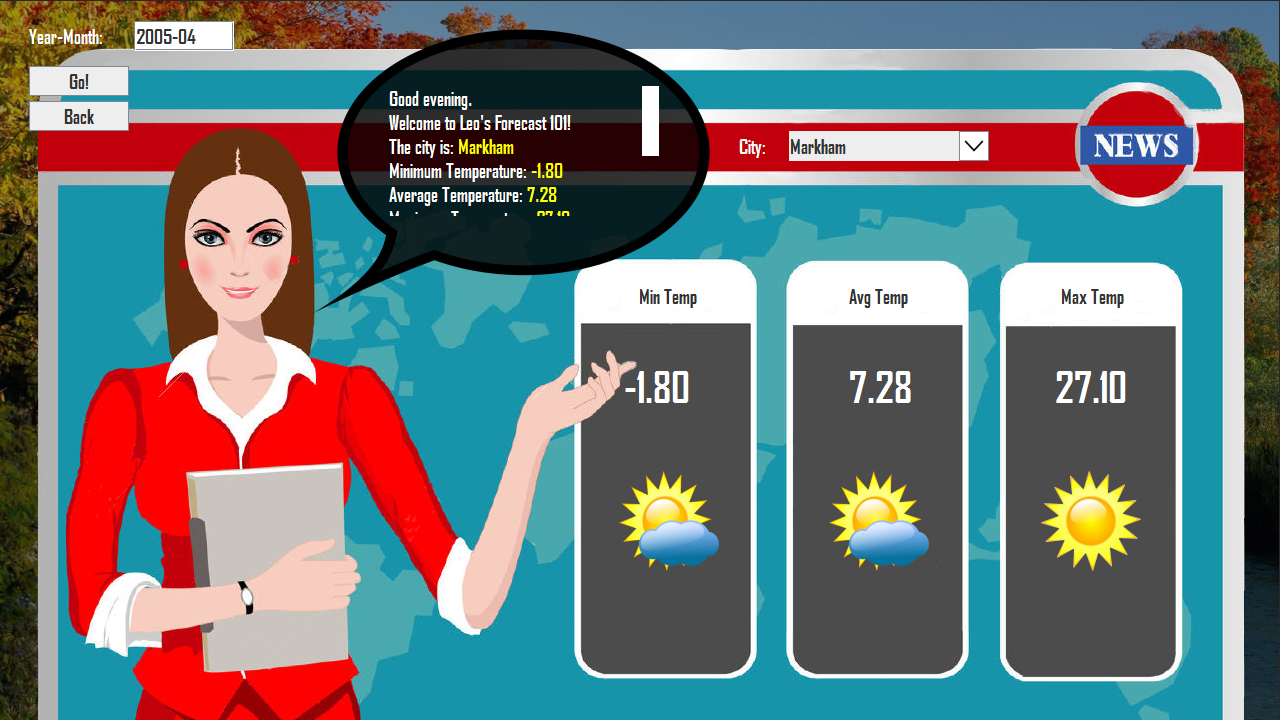 Year-Month: 2005-04
Go!
Back
Good evening.
Welcome to Leo's Forecast 101!
The city is: Markham
Minimum Temperature: -1.80
Average Temperature: 7.28
City: Markham
NEWS
Min Temp
Avg Temp
Max Temp
-1.80
7.28
27.10